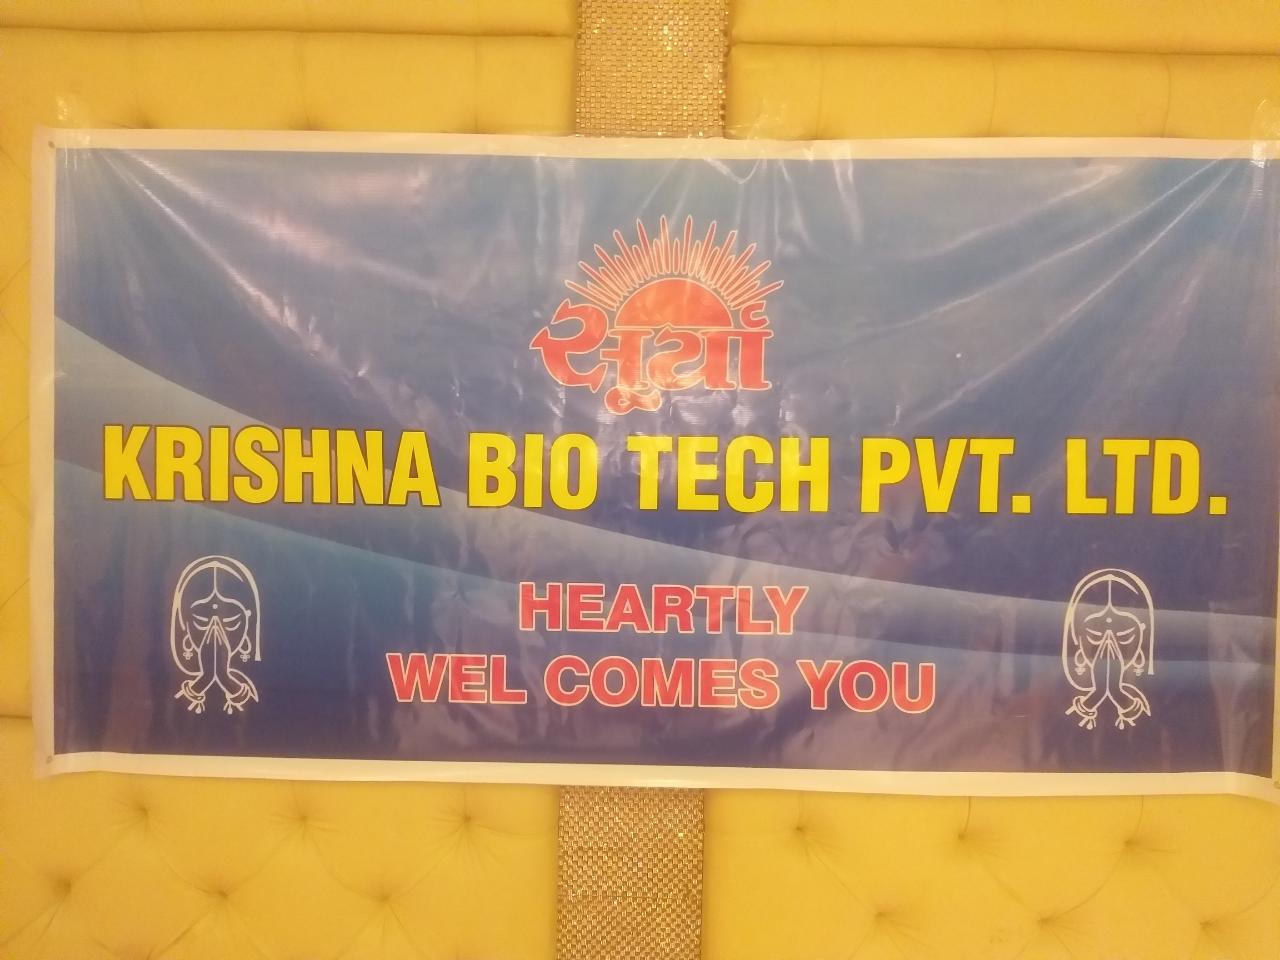 सूर्या
KRISHNA BIO TECH PVT. LTD.
HEARTLY
WEL COMES YOU